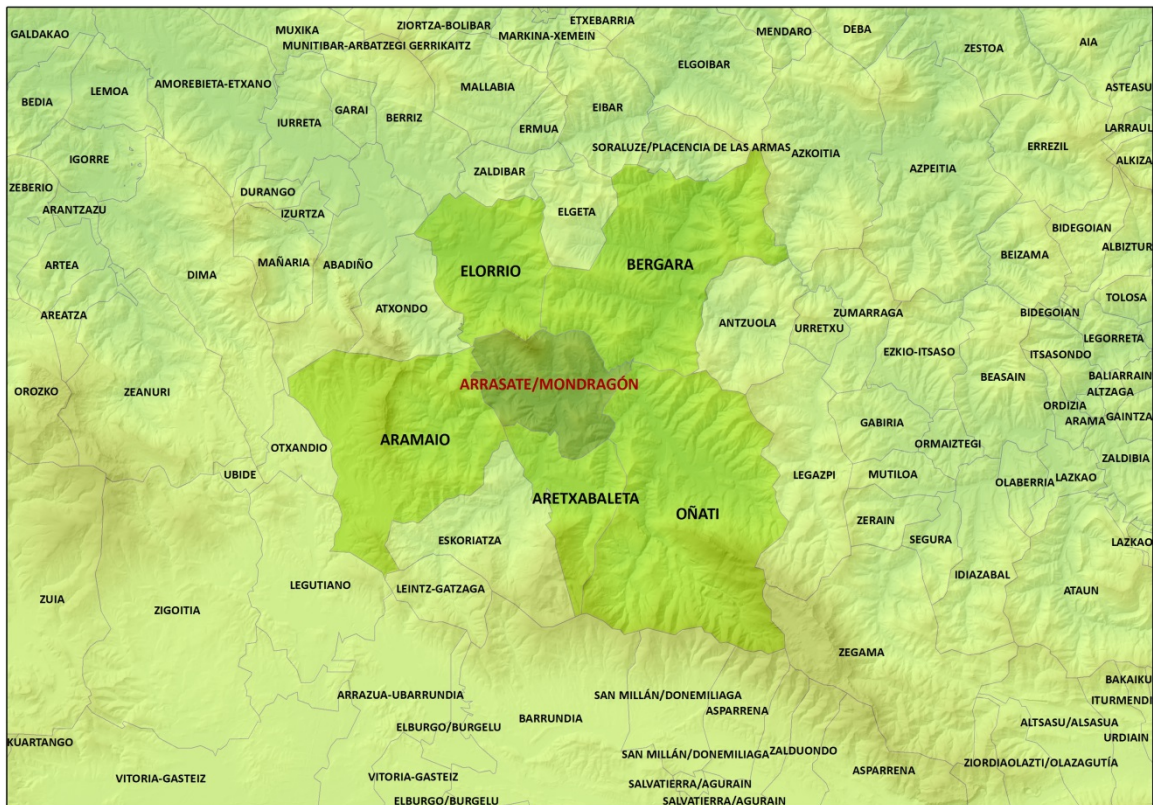 GALDAKAO
MUXIKA
ZIORTZA-BOLIBAR
ETXEBARRIA
MARKINA-XEMEIN
MENDARO
DEBA
ZESTOA
AIA
MUNITIBAR-ARBATZEGI GERRIKAITZ
ELGOIBAR
BEDIA
LEMOA
AMOREBIETA-ETXANO
MALLABIA
ASTEASU
IURRETA
GARAI
BERRIZ
EIBAR
ERMUA
LARRAUL
IGORRE
SORALUZE/PLACENCIA DE LAS ARMAS
AZKOITIA
ERREZIL
ALKIZA
ZEBERIO
DURANGO
ZALDIBAR
AZPEITIA
ARANTZAZU
IZURTZA
ELGETA
BIDEGOIAN
ARTEA
DIMA
MAÑARIA
ABADIÑO
ELORRIO
BERGARA
BEIZAMA
ALBIZTUR
AREATZA
ATXONDO
ANTZUOLA
URRETXU
ZUMARRAGA
BIDEGOIAN
TOLOSA
LEGORRETA
EZKIO-ITSASO
ITSASONDO
OROZKO
ZEANURI
ARRASATE/MONDRAGÓN
BEASAIN
BALIARRAIN
ALTZAGA
ORDIZIA
ARAMA
GAINTZA
OTXANDIO
ARAMAIO
GABIRIA
ORMAIZTEGI
UBIDE
ARETXABALETA
OÑATI
LEGAZPI
MUTILOA
OLABERRIA
LAZKAO
ZALDIBIA
ESKORIATZA
ZERAIN
SEGURA
LAZKAO
ZUIA
ZIGOITIA
LEGUTIANO
LEINTZ-GATZAGA
IDIAZABAL
ATAUN
ZEGAMA
ARRAZUA-UBARRUNDIA
SAN MILLÁN/DONEMILIAGA
BAKAIKU
ITURMENDI
ELBURGO/BURGELU
BARRUNDIA
ASPARRENA
ALTSASU/ALSASUA
URDIAIN
KUARTANGO
SAN MILLÁN/DONEMILIAGA
ZALDUONDO
ASPARRENA
ZIORDIA
OLAZTI/OLAZAGUTÍA
VITORIA-GASTEIZ
VITORIA-GASTEIZ
SALVATIERRA/AGURAIN
ELBURGO/BURGELU
SALVATIERRA/AGURAIN